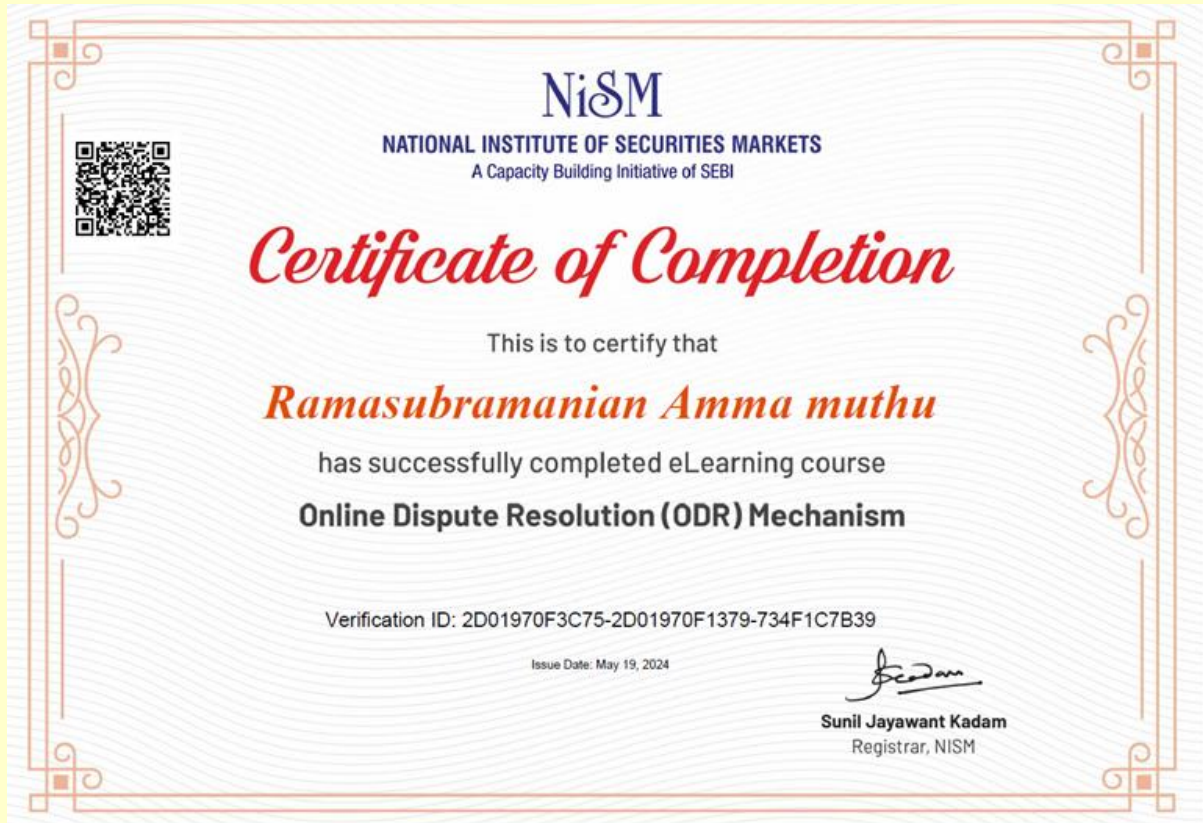 NiSM
NATIONAL INSTITUTE OF SECURITIES MARKETS
A Capacity Building Initiative of SEBI
Certificate of Completion
This is to certify that
Ramasubramanian Amma muthu
has successfully completed eLearning course
Online Dispute Resolution (ODR) Mechanism
Verification ID: 2D01970F3C75-2D01970F1379-734F1C7B39
Issue Date: May 19, 2024
Sunil Jayawant Kadam
Registrar, NISM